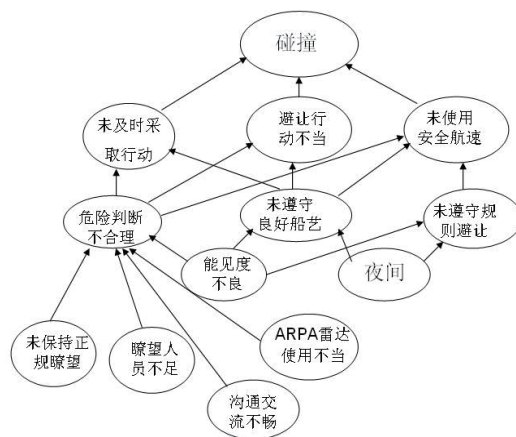 碰撞
未及时采
取行动
避让行
动不当
未使用
安全航速
危险判断
不合理
未遵守
良好船艺
未遵守规
则避让
能见度
不良
夜间
未保持正
规瞭望
瞭望人
员不足
ARPA雷达
使用不当
沟通交
流不畅